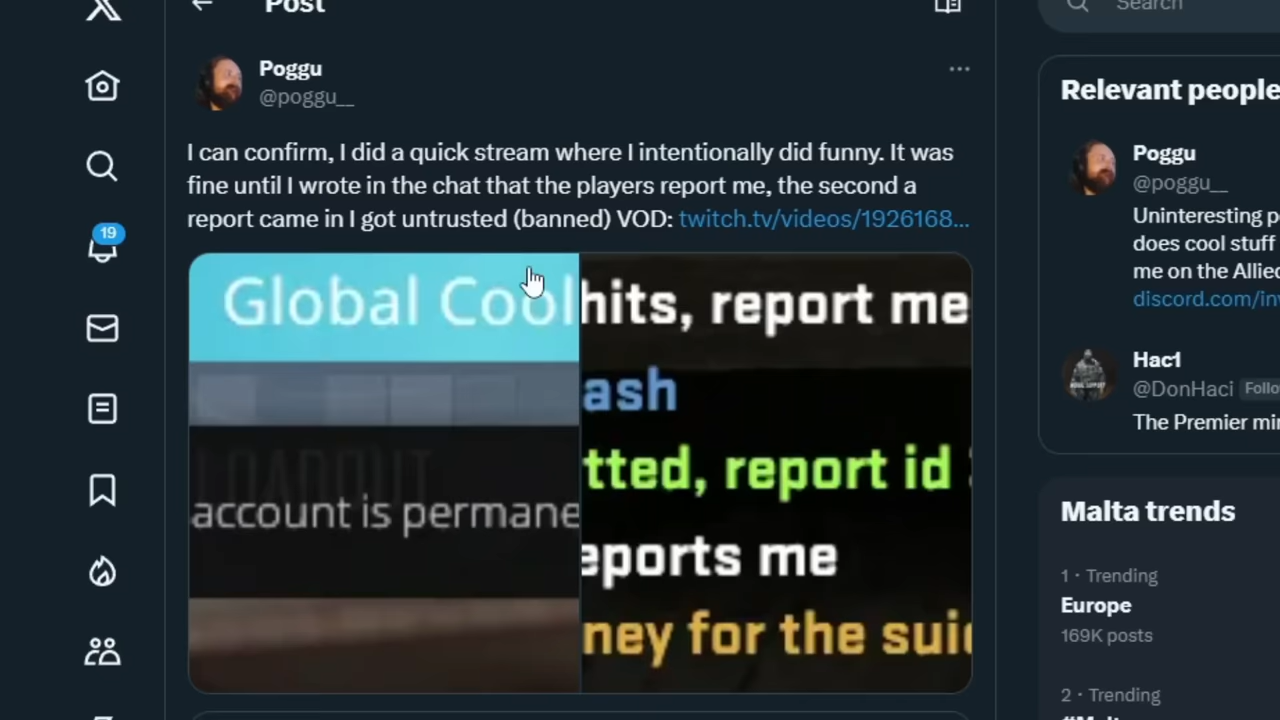 Post
Search
Poggu
@poggu__
I can confirm, I did a quick stream where I intentionally did funny. It was
fine until I wrote in the chat that the players report me, the second a
report came in I got untrusted (banned) VOD: twitch.tv/videos/1926168...
Global Cool
account is permane
hits, report me
ash
tted, report id
eports me
ney for the suic
19
Relevant people
Poggu
@poggu__
Uninteresting p
does cool stuff
me on the Allied
discord.com/inv
Hac1
@DonHaci Follo
The Premier min
Malta trends
1 · Trending
Europe
169K posts
2 · Trending